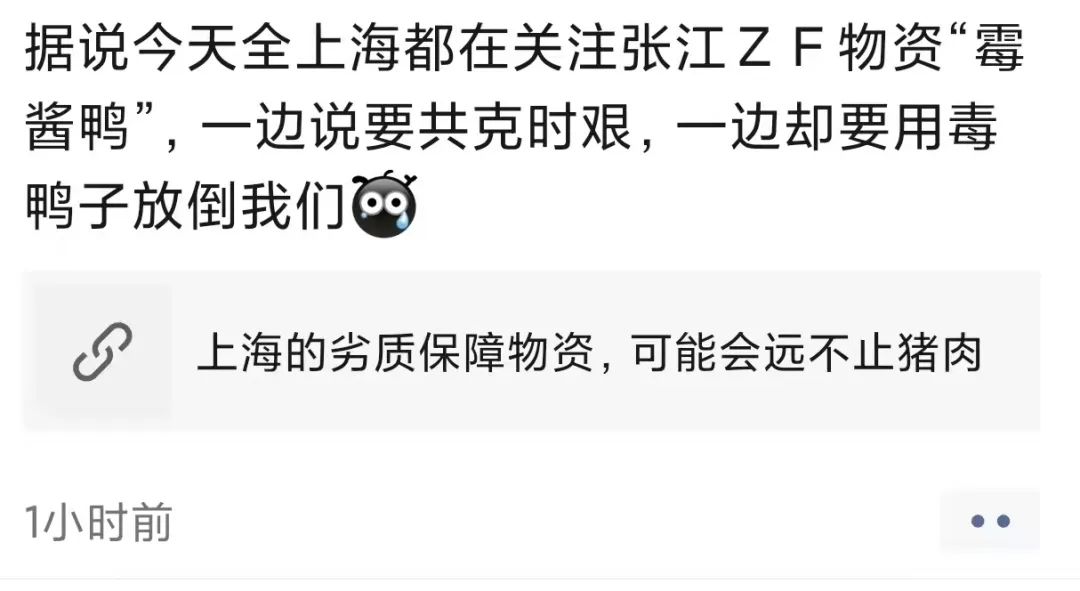 据说今天全上海都在关注张江ＺＦ物资“霉
酱鸭”，一边说要共克时艰，一边却要用毒
鸭子放倒我们
上海的劣质保障物资，可能会远不止猪肉
1小时前